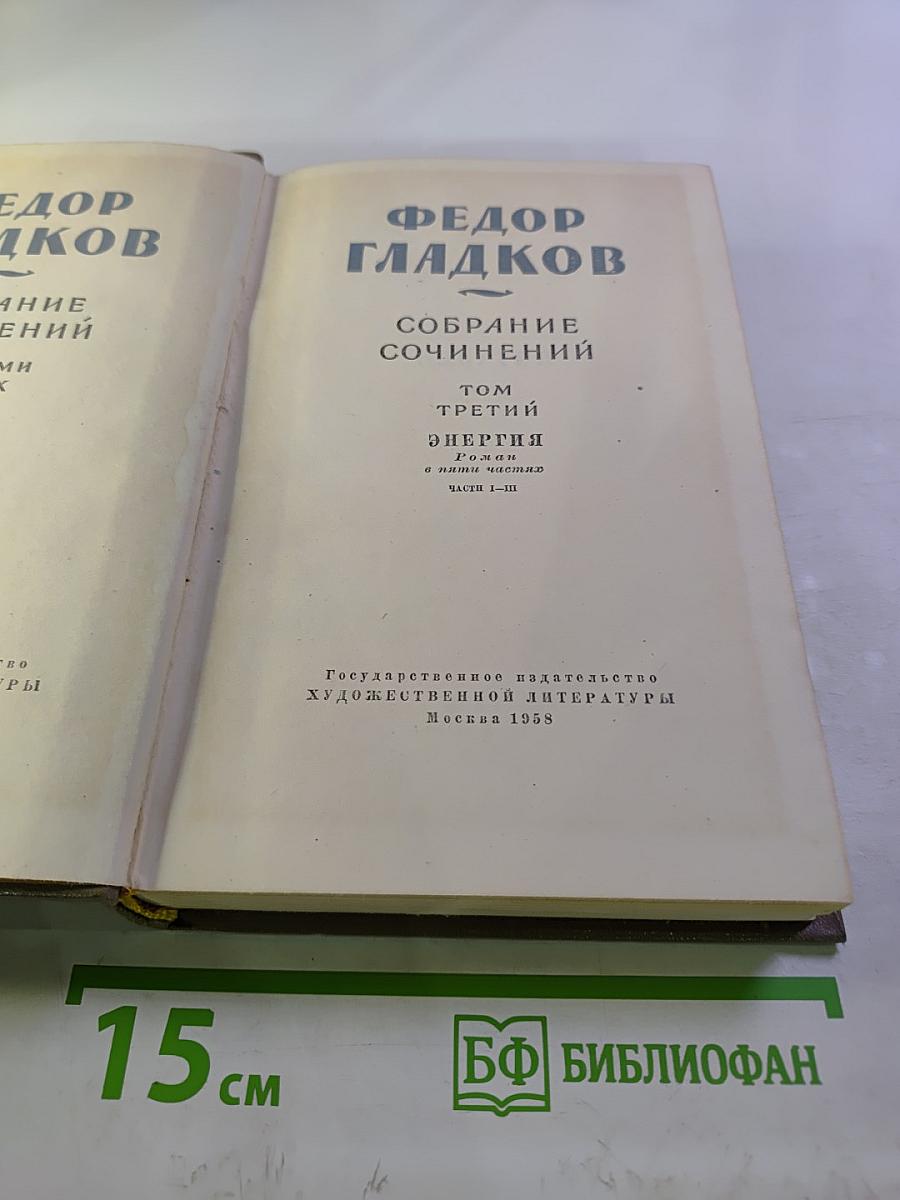 ФЕДОР
ГЛАДКОВ
СОБРАНИЕ
СОЧИНЕНИЙ
ТОМ
ТРЕТИЙ
ЭНЕРГИЯ
Роман
в пяти частях
ЧАСТИ I—III
Государственное издательство
ХУДОЖЕСТВЕННОЙ ЛИТЕРАТУРЫ
Москва 1958
15 см
БФ БИБЛИОФАН